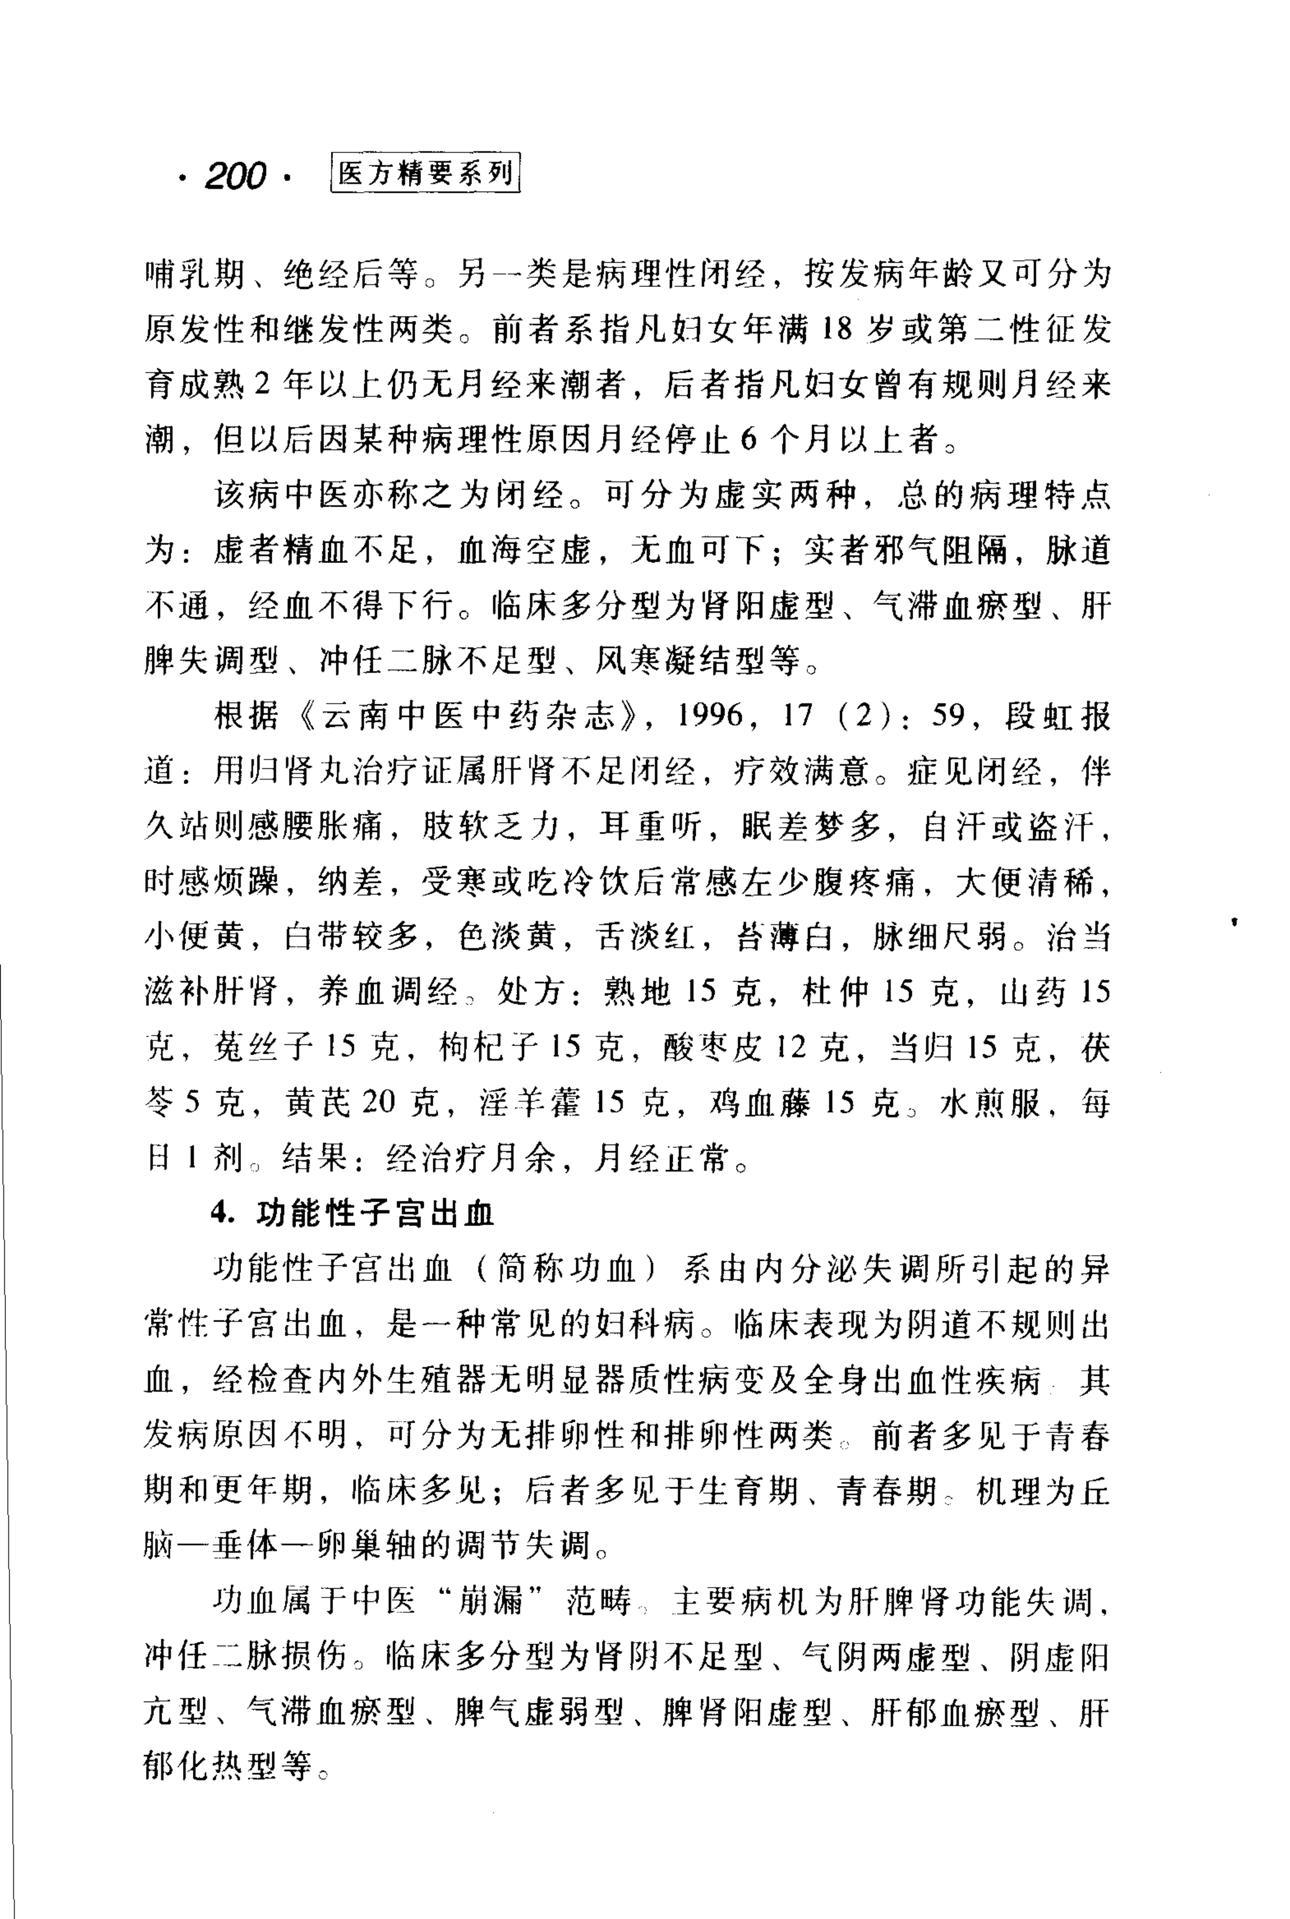 ·200· 医方精要系列
哺乳期、绝经后等。另一类是病理性闭经，按发病年龄又可分为
原发性和继发性两类。前者系指凡妇女年满 18 岁或第二性征发
育成熟 2 年以上仍无月经来潮者，后者指凡妇女曾有规则月经来
潮，但以后因某种病理性原因月经停止 6 个月以上者。
该病中医亦称之为闭经。可分为虚实两种，总的病理特点
为：虚者精血不足，血海空虚，无血可下；实者邪气阻隔，脉道
不通，经血不得下行。临床多分型为肾阳虚型、气滞血瘀型、肝
脾失调型、冲任二脉不足型、风寒凝结型等。
根据《云南中医中药杂志》，1996，17（2）：59，段虹报
道：用归肾丸治疗证属肝肾不足闭经，疗效满意。症见闭经，伴
久站则感腰胀痛，肢软乏力，耳重听，眠差梦多，自汗或盗汗，
时感烦躁，纳差，受寒或吃冷饮后常感左少腹疼痛，大便清稀，
小便黄，白带较多，色淡黄，舌淡红，苔薄白，脉细尺弱。治当
滋补肝肾，养血调经。处方：熟地 15 克，杜仲 15 克，山药 15
克，菟丝子 15 克，枸杞子 15 克，酸枣皮 12 克，当归 15 克，茯
苓 5 克，黄芪 20 克，淫羊藿 15 克，鸡血藤 15 克。水煎服，每
日 1 剂。结果：经治疗月余，月经正常。
4. 功能性子宫出血
功能性子宫出血（简称功血）系由内分泌失调所引起的异
常性子宫出血，是一种常见的妇科病。临床表现为阴道不规则出
血，经检查内外生殖器无明显器质性病变及全身出血性疾病 其
发病原因不明，可分为无排卵性和排卵性两类。前者多见于青春
期和更年期，临床多见；后者多见于生育期、青春期。机理为丘
脑—垂体—卵巢轴的调节失调。
功血属于中医“崩漏”范畴。主要病机为肝脾肾功能失调，
冲任二脉损伤。临床多分型为肾阴不足型、气阴两虚型、阴虚阳
亢型、气滞血瘀型、脾气虚弱型、脾肾阳虚型、肝郁血瘀型、肝
郁化热型等。